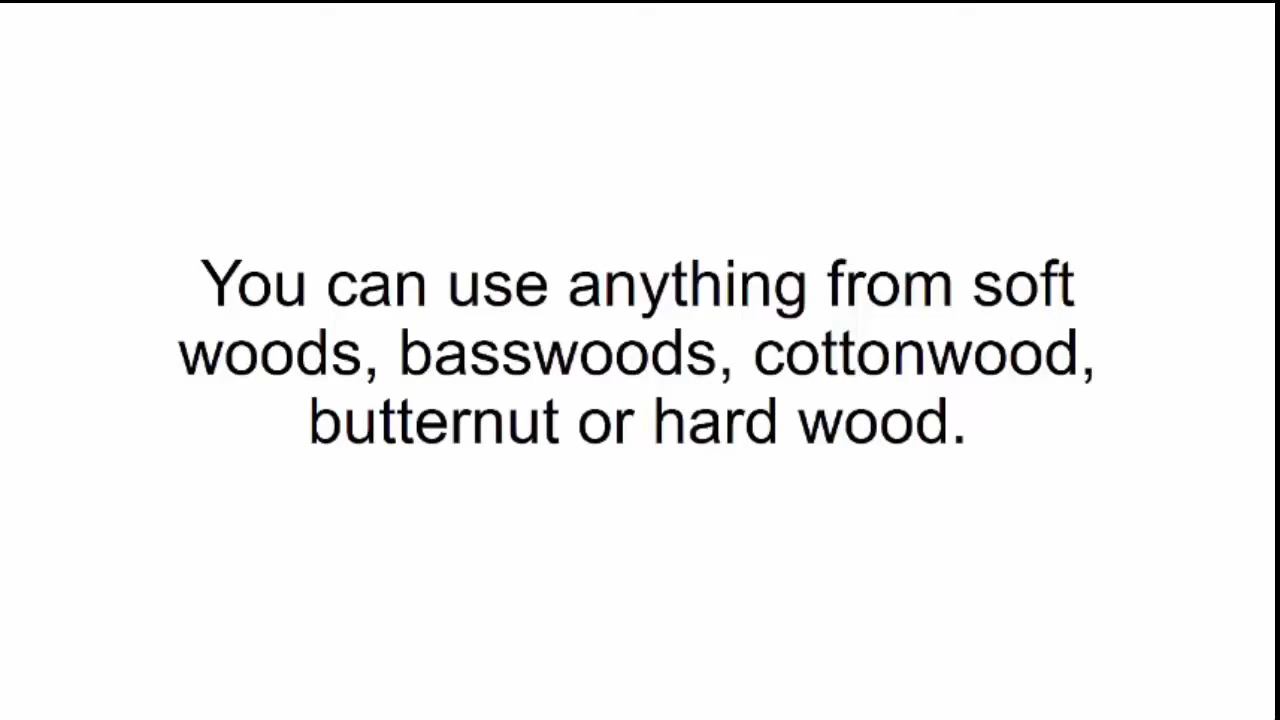 You can use anything from soft
woods, basswoods, cottonwood,
butternut or hard wood.